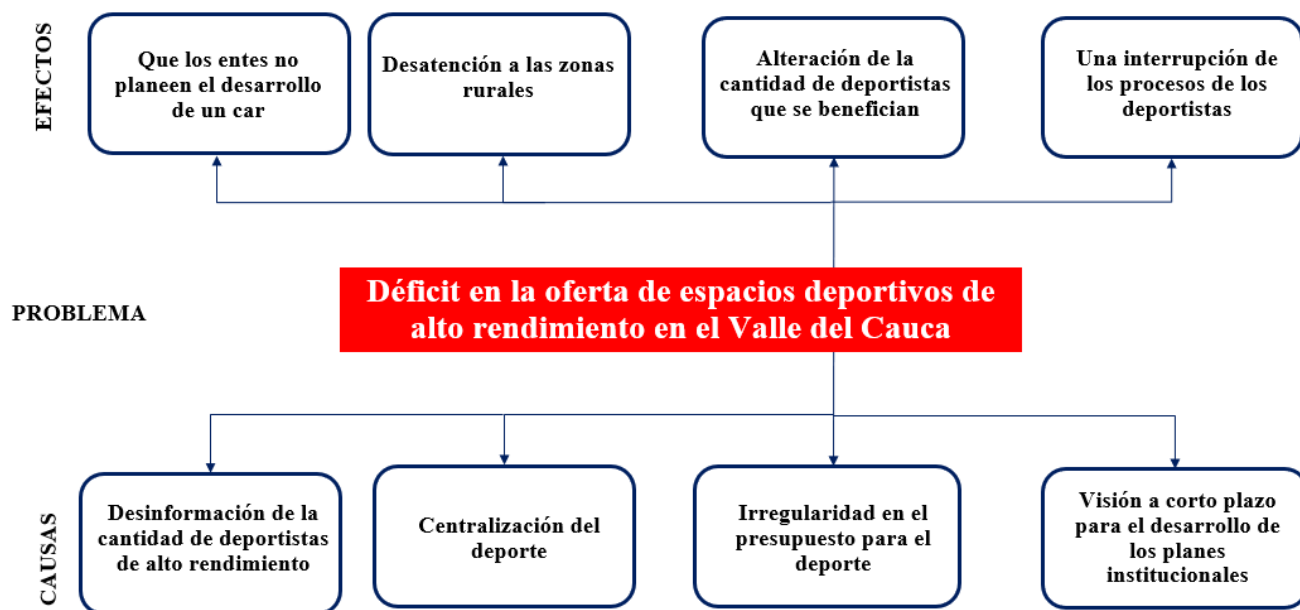 EFECTOS
Que los entes no
planeen el desarrollo
de un car
Desatención a las zonas
rurales
Alteración de la
cantidad de deportistas
que se benefician
Una interrupción de
los procesos de los
deportistas
PROBLEMA
Déficit en la oferta de espacios deportivos de
alto rendimiento en el Valle del Cauca
CAUSAS
Desinformación de la
cantidad de deportistas
de alto rendimiento
Centralización del
deporte
Irregularidad en el
presupuesto para el
deporte
Visión a corto plazo
para el desarrollo de
los planes
institucionales